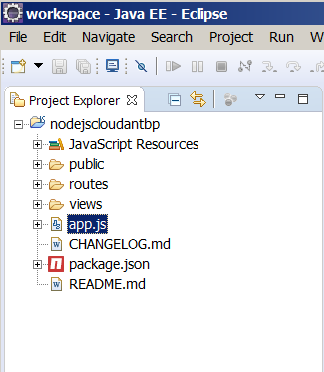 workspace - Java EE - Eclipse
File Edit Navigate Search Project Run W
Project Explorer
nodejscloudantbp
JavaScript Resources
public
routes
views
app.js
CHANGELOG.md
package.json
README.md